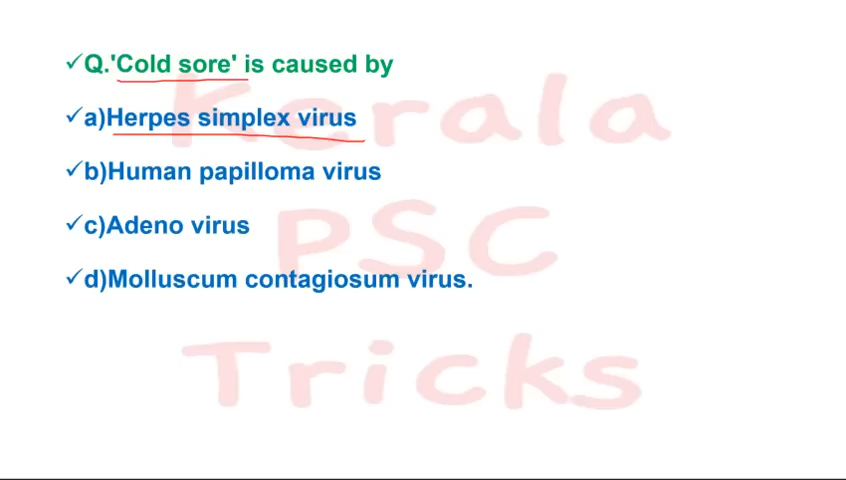 ✓Q.'Cold sore' is caused by
✓a)Herpes simplex virus
✓b)Human papilloma virus
✓c)Adeno virus
✓d)Molluscum contagiosum virus.
Kerala
PSC
Tricks